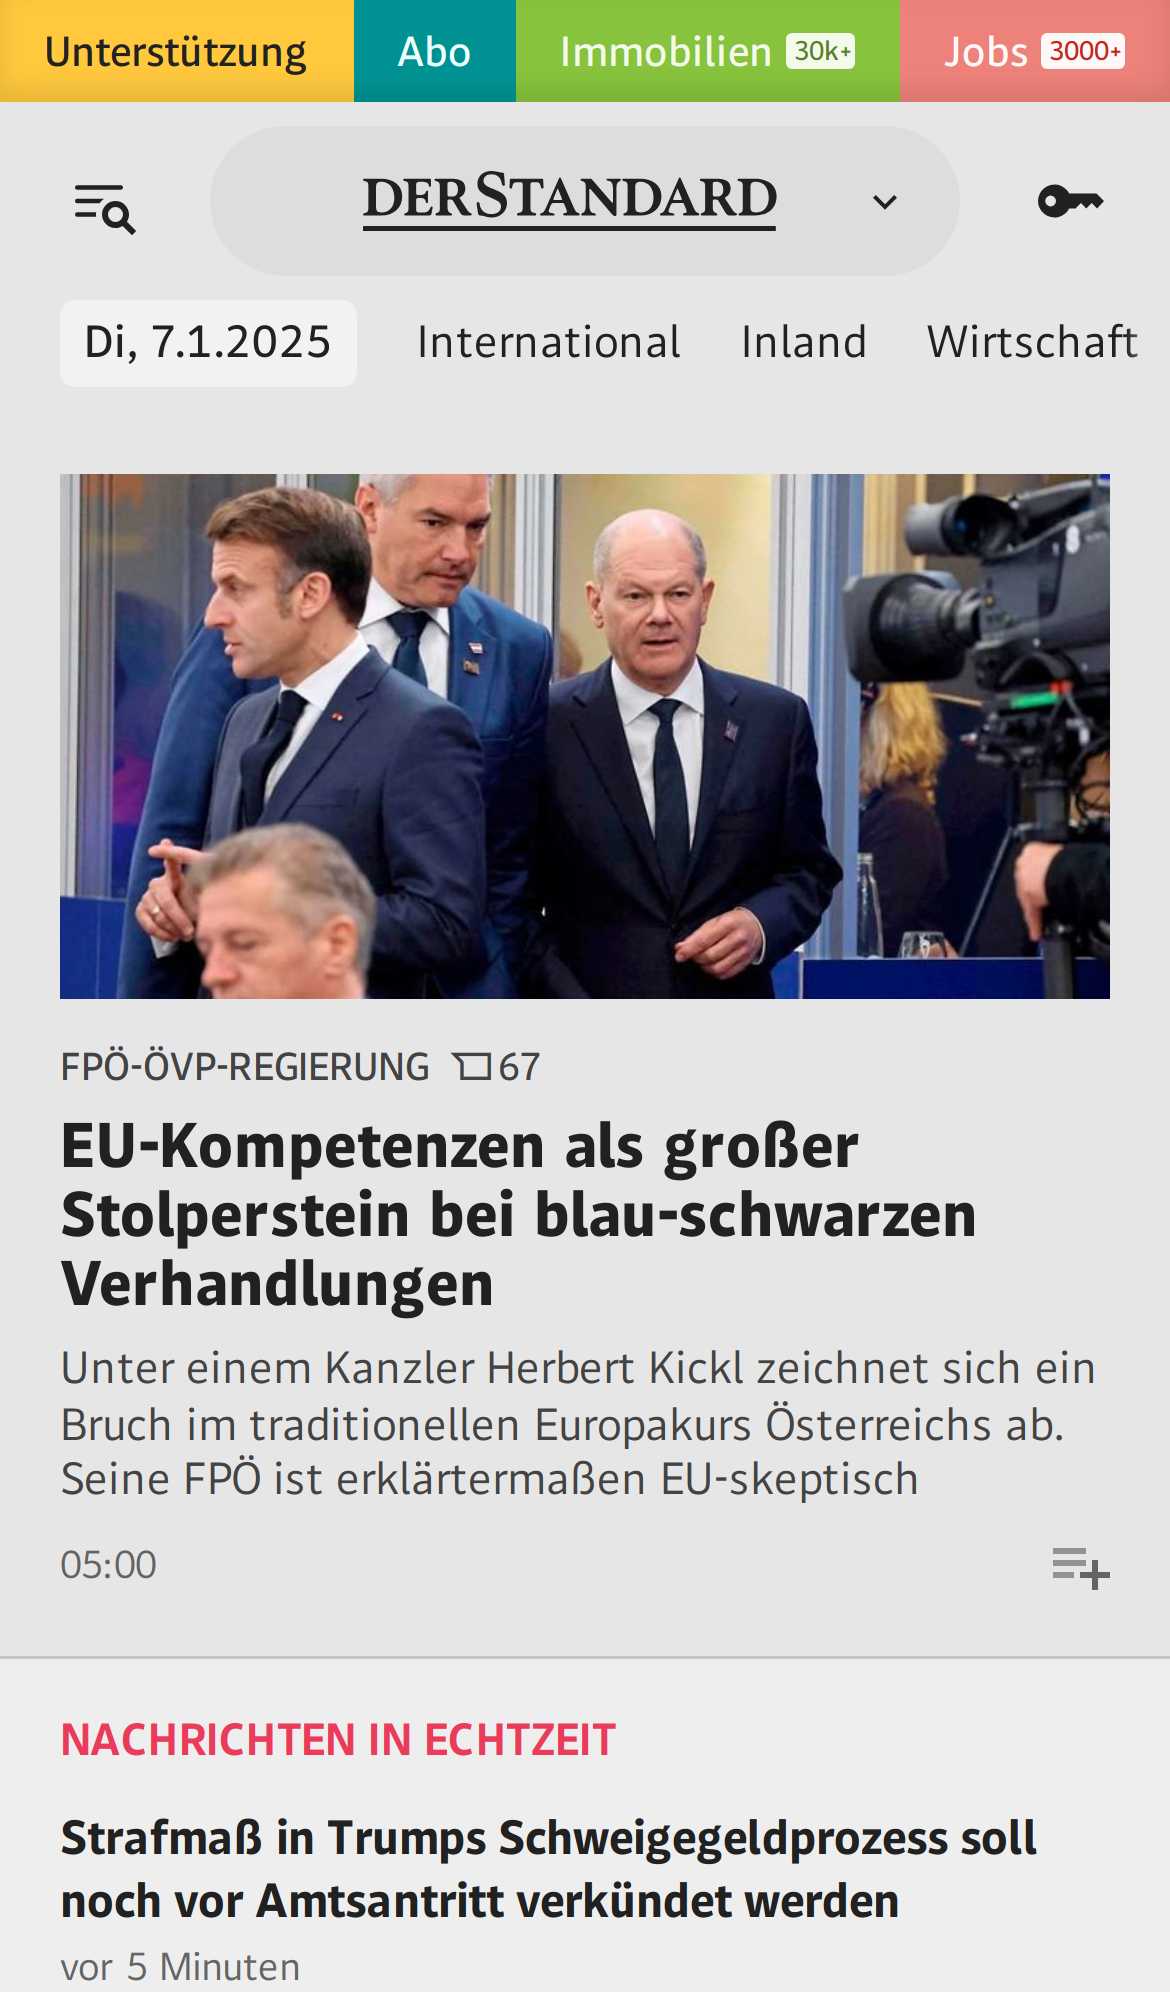 Unterstützung
Abo
Immobilien 30k+
Jobs 3000+
DERSTANDARD
Di, 7.1.2025
International
Inland
Wirtschaft
FPÖ-ÖVP-REGIERUNG 67
EU-Kompetenzen als großer
Stolperstein bei blau-schwarzen
Verhandlungen
Unter einem Kanzler Herbert Kickl zeichnet sich ein
Bruch im traditionellen Europakurs Österreichs ab.
Seine FPÖ ist erklärtermaßen EU-skeptisch
05:00
NACHRICHTEN IN ECHTZEIT
Strafmaß in Trumps Schweigegeldprozess soll
noch vor Amtsantritt verkündet werden
vor 5 Minuten